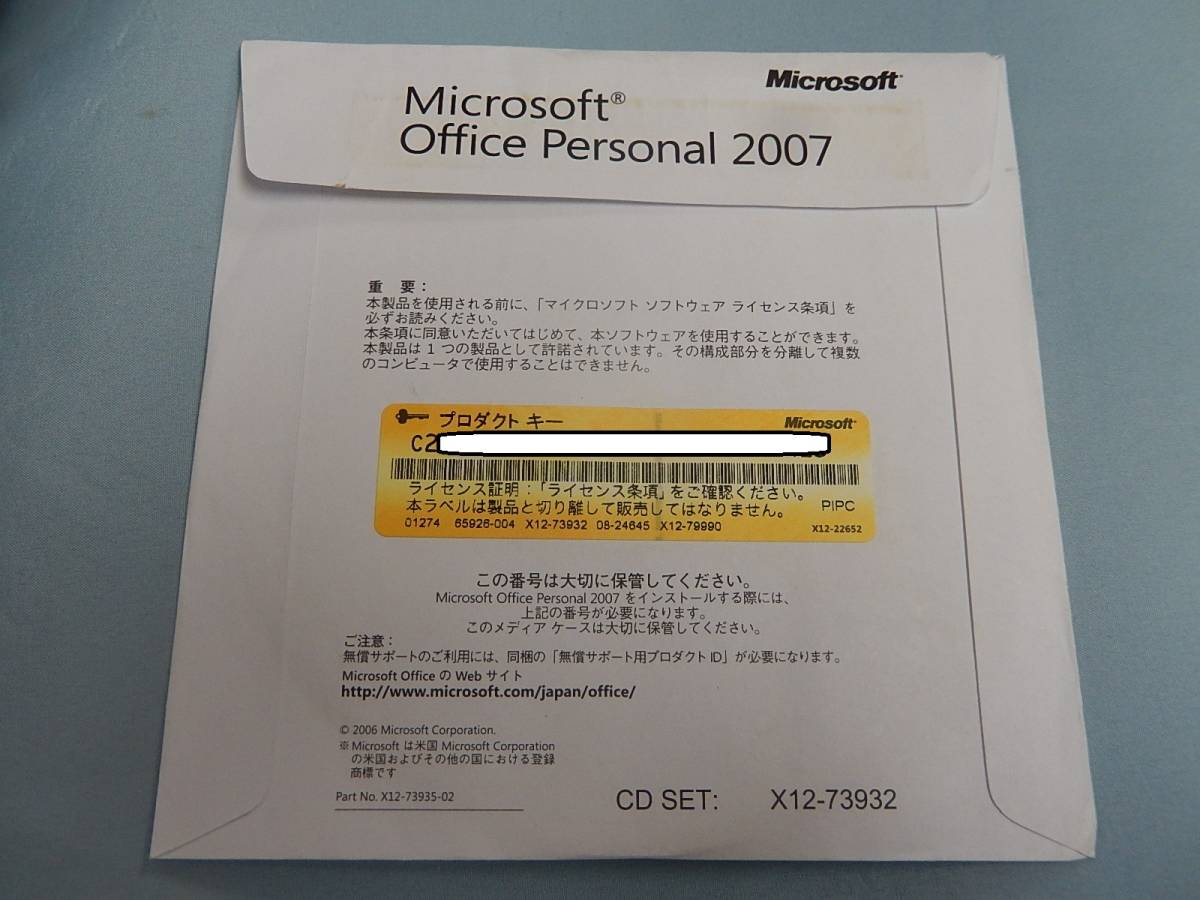 Microsoft
Microsoft®
Office Personal 2007
重 要：
本製品を使用される前に、「マイクロソフト ソフトウェア ライセンス条項」を
必ずお読みください。
本条項に同意いただいてはじめて、本ソフトウェアを使用することができます。
本製品は 1 つの製品として許諾されています。その構成部分を分離して複数
のコンピュータで使用することはできません。
プロダクト キー
Microsoft
C2
ライセンス証明：「ライセンス条項」をご確認ください。
本ラベルは製品と切り離して販売してはなりません。
PIPC
01274 65926-004 X12-73932 08-24645 X12-79990
X12-22652
この番号は大切に保管してください。
Microsoft Office Personal 2007 をインストールする際には、
上記の番号が必要になります。
このメディア ケースは大切に保管してください。
ご注意：
無償サポートのご利用には、同梱の「無償サポート用プロダクト ID」が必要になります。
Microsoft Office の Web サイト
http://www.microsoft.com/japan/office/
© 2006 Microsoft Corporation.
※ Microsoft は米国 Microsoft Corporation
の米国およびその他の国における登録
商標です
Part No. X12-73935-02
CD SET: X12-73932